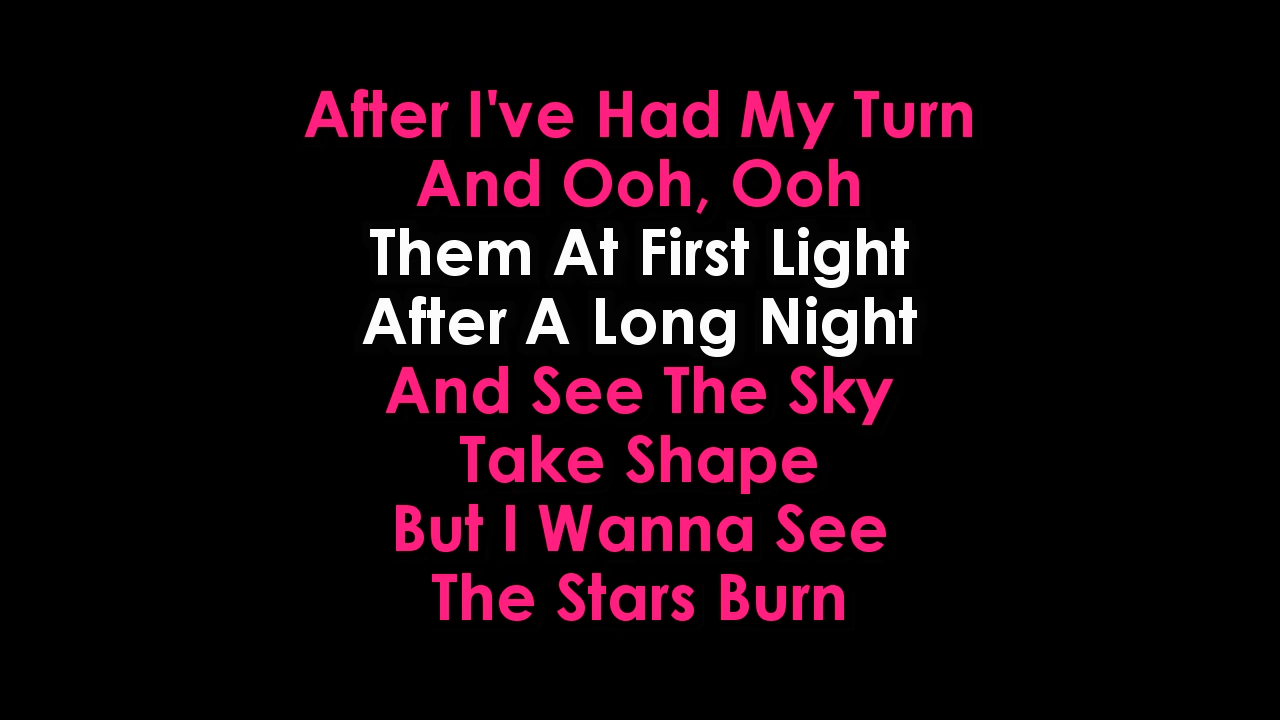 After I've Had My Turn
And Ooh, Ooh
Them At First Light
After A Long Night
And See The Sky
Take Shape
But I Wanna See
The Stars Burn